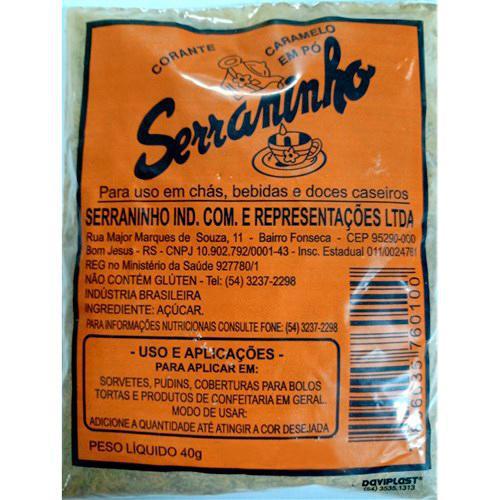 CORANTE CARAMELO
EM PÓ
Serraninho
Para uso em chás, bebidas e doces caseiros
SERRANINHO IND. COM. E REPRESENTAÇÕES LTDA
Rua Major Marques de Souza, 11 - Bairro Fonseca - CEP 95290-000
Bom Jesus - RS - CNPJ 10.902.792/0001-43 - Insc. Estadual 011/0024761
REG no Ministério da Saúde 927780/1
NÃO CONTÉM GLÚTEN - Tel: (54) 3237-2298
INDÚSTRIA BRASILEIRA
INGREDIENTE: AÇÚCAR.
PARA INFORMAÇÕES NUTRICIONAIS CONSULTE FONE: (54) 3237-2298
- USO E APLICAÇÕES -
PARA APLICAR EM:
SORVETES, PUDINS, COBERTURAS PARA BOLOS
TORTAS E PRODUTOS DE CONFEITARIA EM GERAL.
MODO DE USAR:
ADICIONE A QUANTIDADE ATÉ ATINGIR A COR DESEJADA
PESO LÍQUIDO 40g
DAVIPLAST
(54) 3535.1313